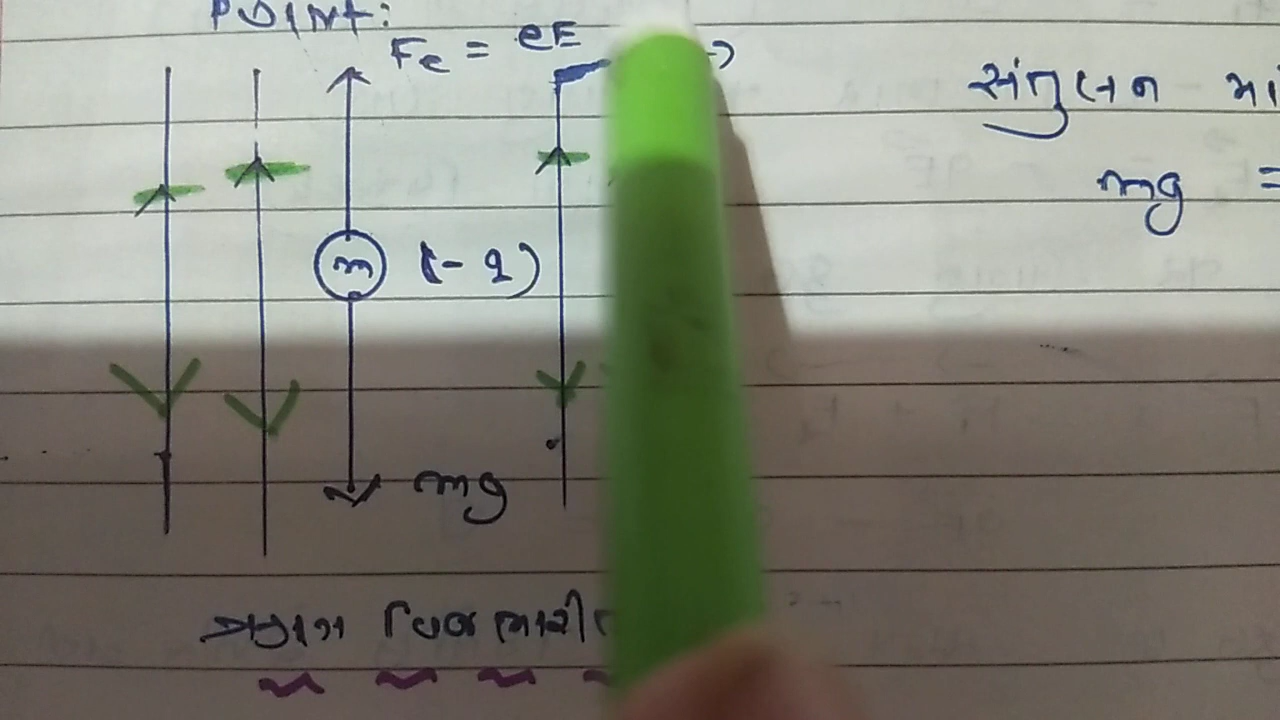 POINT:
Fe = eE
સંતુલન માં
mg =
m (-q)
mg